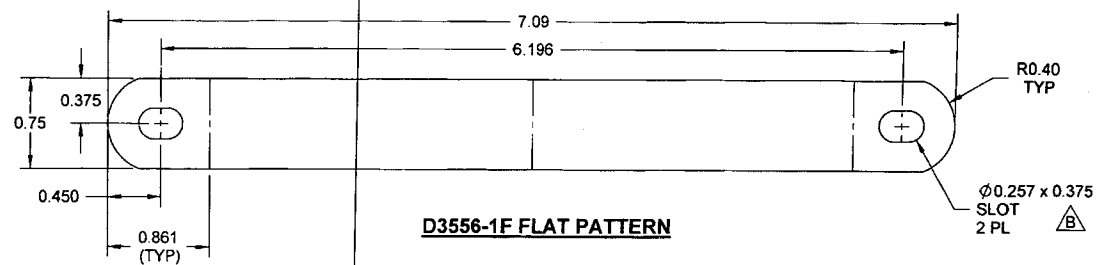 7.09
6.196
R0.40
TYP
0.375
0.75
0.450
Ø0.257 x 0.375
SLOT
2 PL
B
0.861
(TYP)
D3556-1F FLAT PATTERN